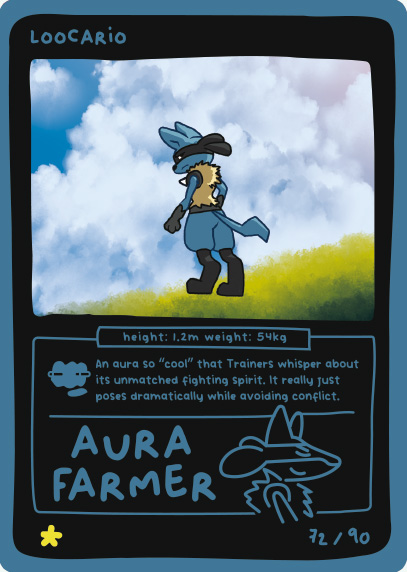 LOOCARiO
height: 1.2m weight: 54kg
An aura so "cool" that Trainers whisper about
its unmatched fighting spirit. It really just
poses dramatically while avoiding conflict.
AURA
FARMER
72 / 90